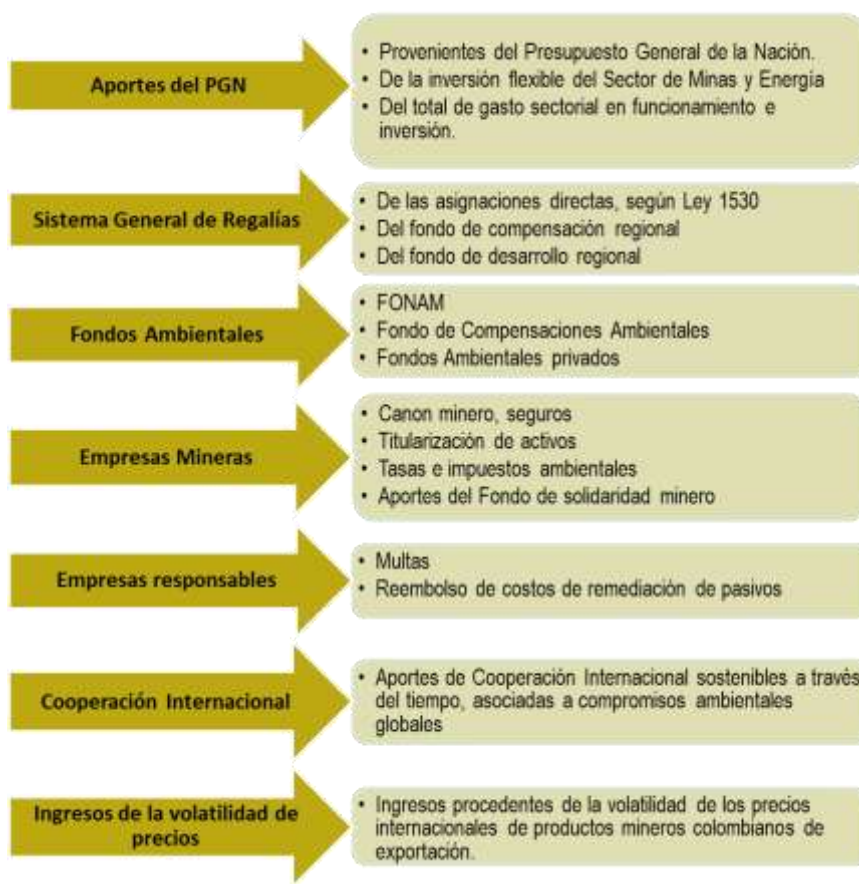 Aportes del PGN
• Provenientes del Presupuesto General de la Nación.
• De la inversión flexible del Sector de Minas y Energía
• Del total de gasto sectorial en funcionamiento e
inversión.
Sistema General de Regalías
• De las asignaciones directas, según Ley 1530
• Del fondo de compensación regional
• Del fondo de desarrollo regional
Fondos Ambientales
• FONAM
• Fondo de Compensaciones Ambientales
• Fondos Ambientales privados
Empresas Mineras
• Canon minero, seguros
• Titularización de activos
• Tasas e impuestos ambientales
• Aportes del Fondo de solidaridad minero
Empresas responsables
• Multas
• Reembolso de costos de remediación de pasivos
Cooperación Internacional
• Aportes de Cooperación Internacional sostenibles a través
del tiempo, asociadas a compromisos ambientales
globales
Ingresos de la volatilidad de
precios
• Ingresos procedentes de la volatilidad de los precios
internacionales de productos mineros colombianos de
exportación.